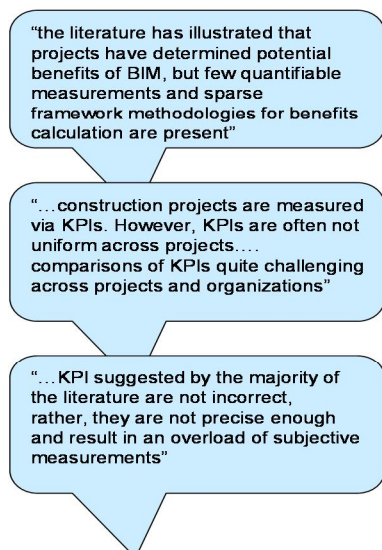 “the literature has illustrated that
projects have determined potential
benefits of BIM, but few quantifiable
measurements and sparse
framework methodologies for benefits
calculation are present”
“…construction projects are measured
via KPIs. However, KPIs are often not
uniform across projects….
comparisons of KPIs quite challenging
across projects and organizations”
“…KPI suggested by the majority of
the literature are not incorrect,
rather, they are not precise enough
and result in an overload of subjective
measurements”